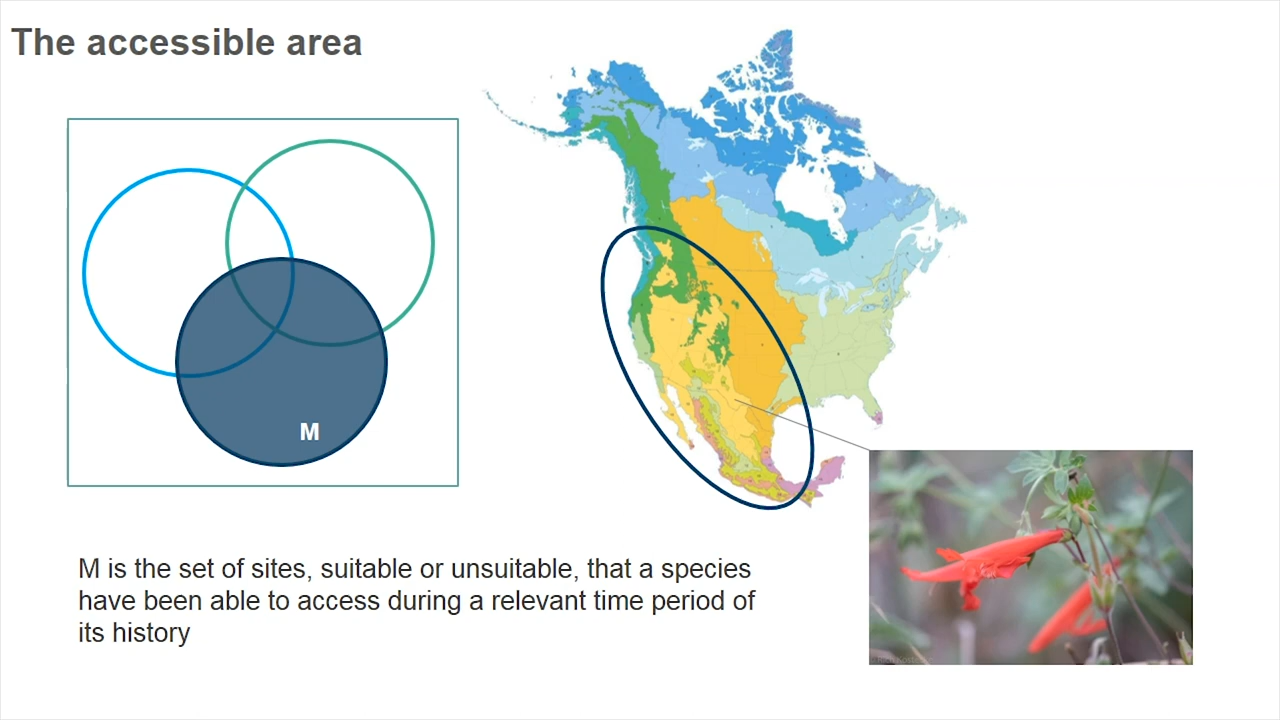 The accessible area
M
M is the set of sites, suitable or unsuitable, that a species
have been able to access during a relevant time period of
its history